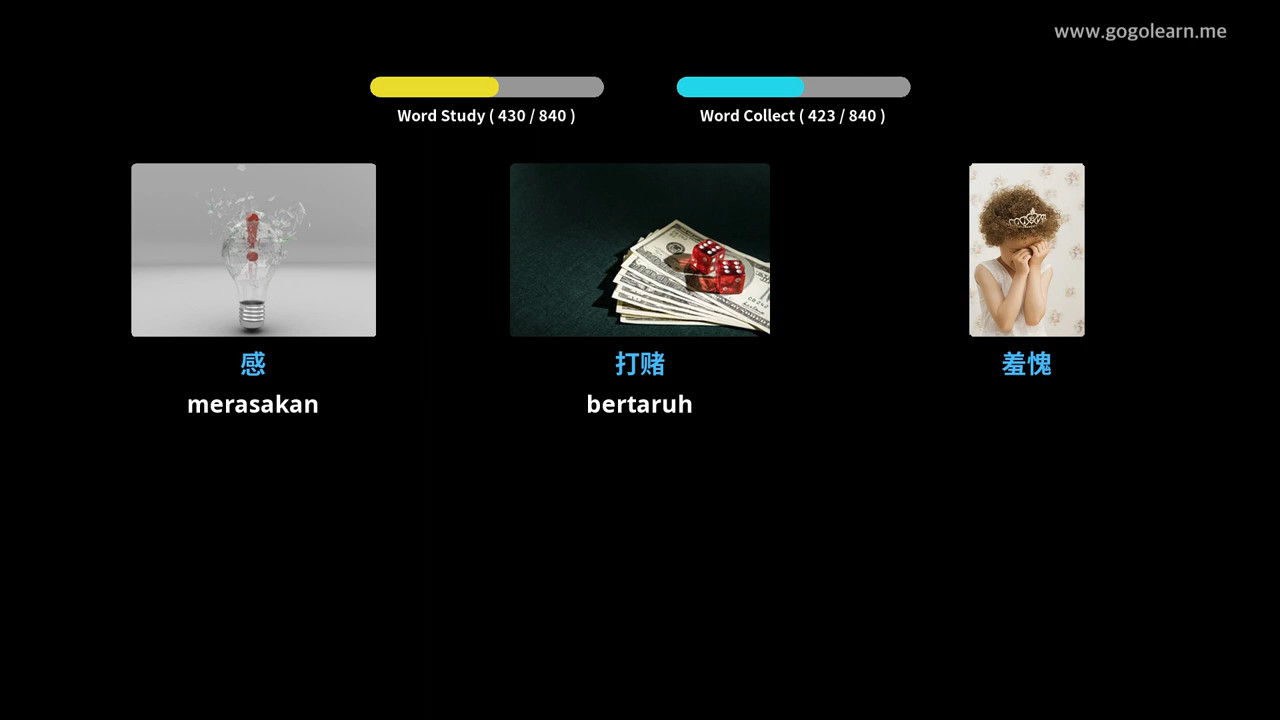 www.gogolearn.me
Word Study ( 430 / 840 )
Word Collect ( 423 / 840 )
感
打赌
羞愧
merasakan
bertaruh